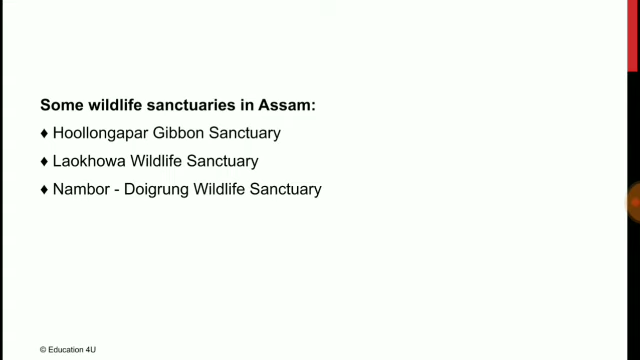 Some wildlife sanctuaries in Assam:
♦ Hoollongapar Gibbon Sanctuary
♦ Laokhowa Wildlife Sanctuary
♦ Nambor - Doigrung Wildlife Sanctuary
© Education 4U